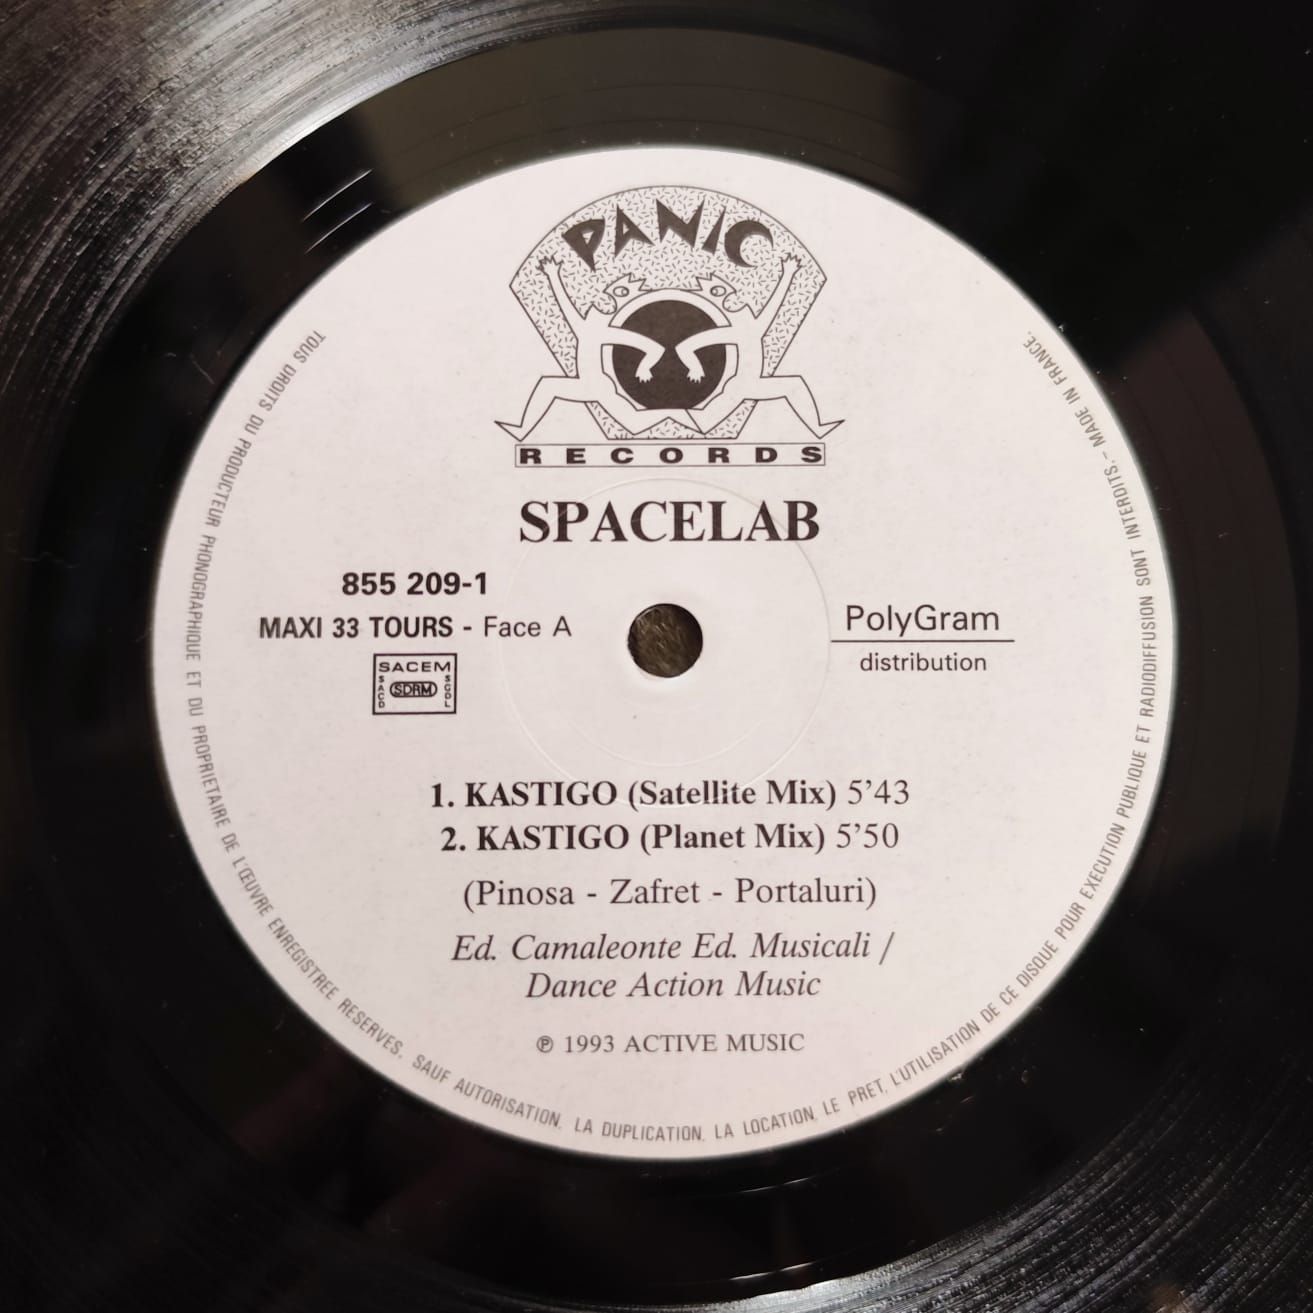 PANIC
RECORDS
SPACELAB
855 209-1
MAXI 33 TOURS - Face A
SACEM
SACD
SDRM
SGDL
PolyGram
distribution
1. KASTIGO (Satellite Mix) 5'43
2. KASTIGO (Planet Mix) 5'50
(Pinosa - Zafret - Portaluri)
Ed. Camaleonte Ed. Musicali /
Dance Action Music
℗ 1993 ACTIVE MUSIC
TOUS DROITS DU PRODUCTEUR PHONOGRAPHIQUE ET DU PROPRIETAIRE DE L'ŒUVRE ENREGISTREE RESERVES. SAUF AUTORISATION, LA DUPLICATION, LA LOCATION, LE PRET, L'UTILISATION DE CE DISQUE POUR EXECUTION PUBLIQUE ET RADIODIFFUSION SONT INTERDITS.- MADE IN FRANCE.